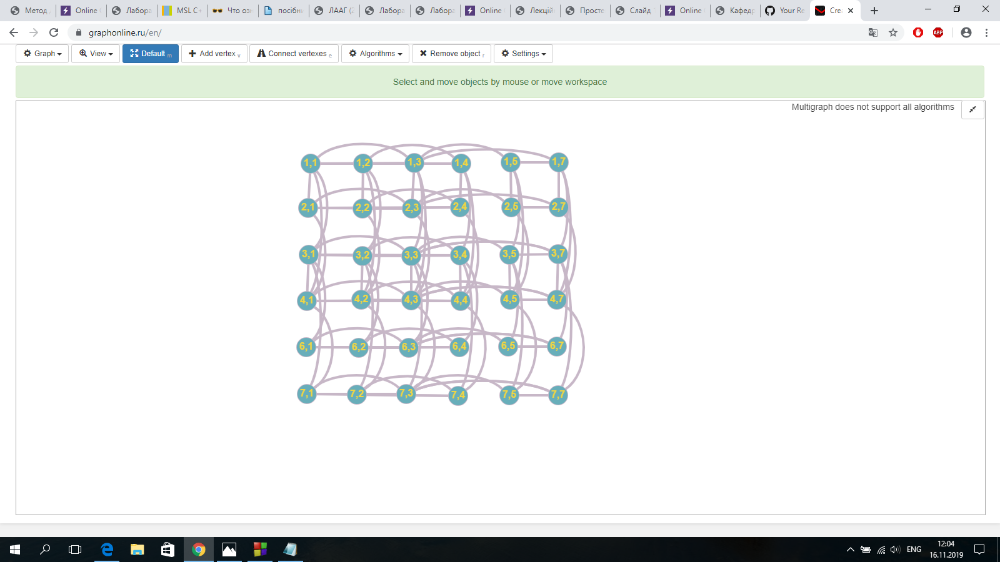 Метод Online Лабора MSL C+ Что озн посібни ЛААГ (2 Лабора Лабора Online Лекцій Просте Слайд Online Кафедр Your Re Crea
graphonline.ru/en/
ABP
Graph View Default m Add vertex v Connect vertexes e Algorithms Remove object r Settings
Select and move objects by mouse or move workspace
Multigraph does not support all algorithms
1,1 1,2 1,3 1,4 1,5 1,7
2,1 2,2 2,3 2,4 2,5 2,7
3,1 3,2 3,3 3,4 3,5 3,7
4,1 4,2 4,3 4,4 4,5 4,7
6,1 6,2 6,3 6,4 6,5 6,7
7,1 7,2 7,3 7,4 7,5 7,7
ENG
12:04
16.11.2019